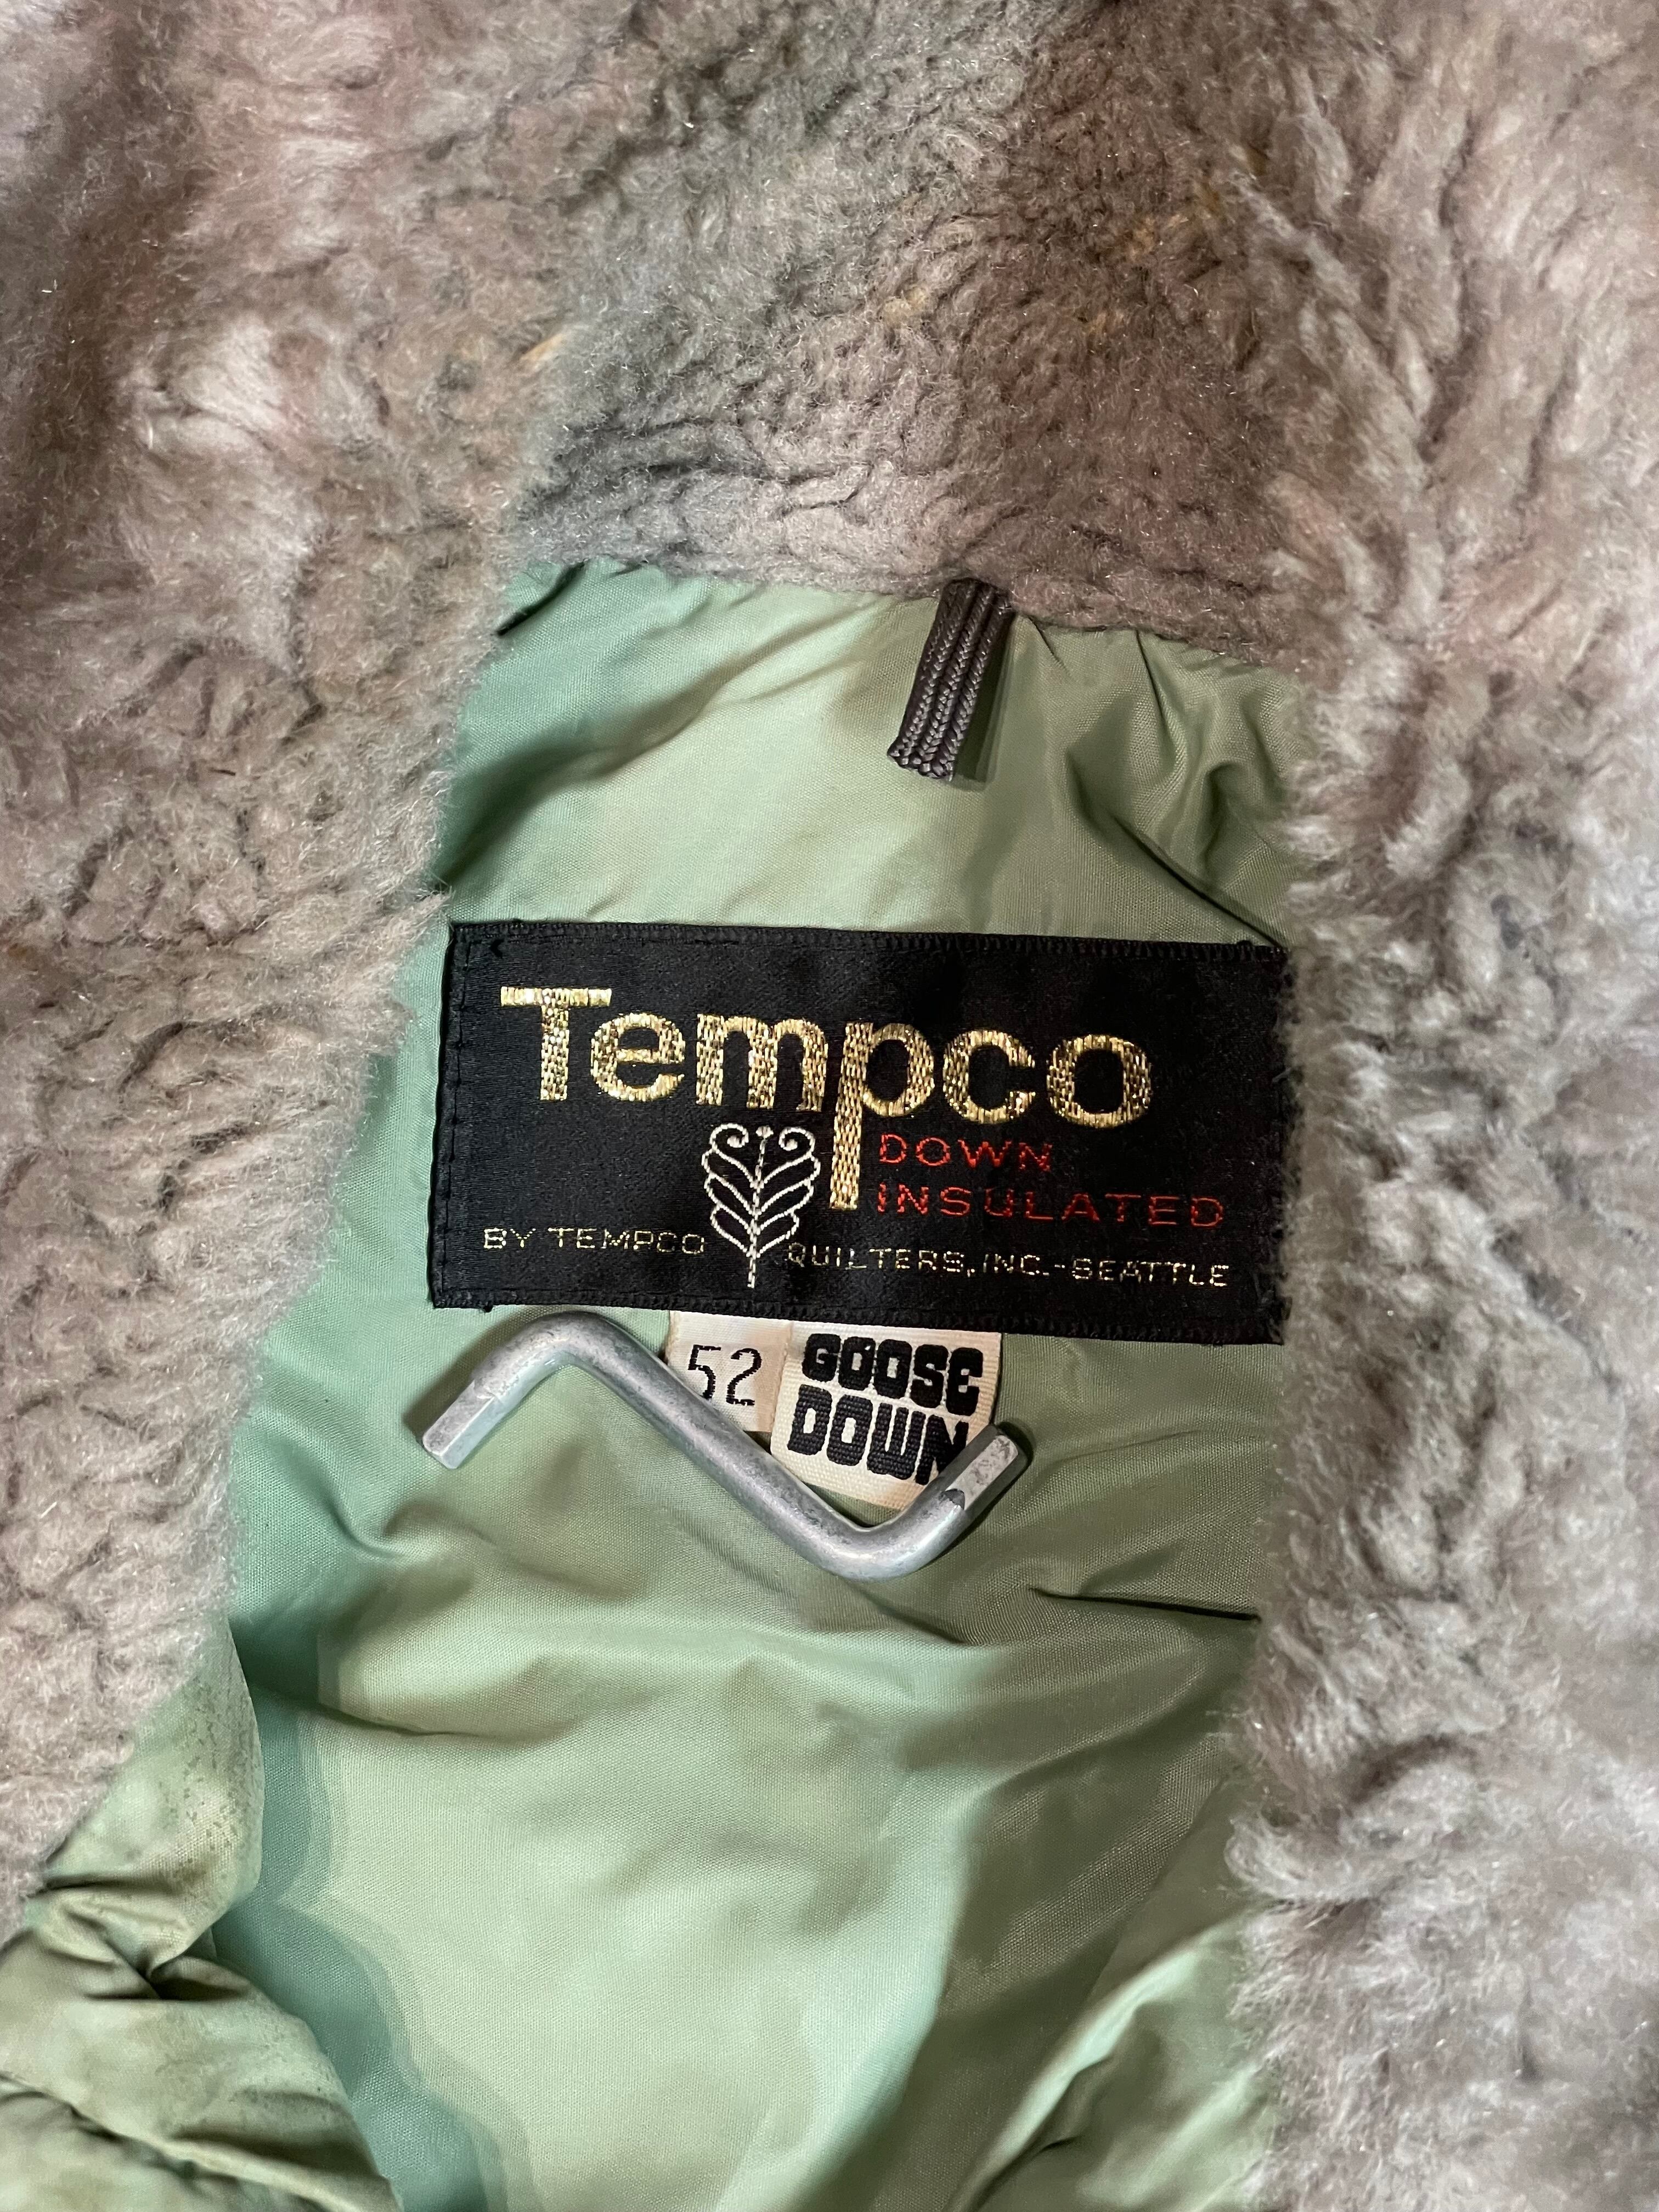 Tempco
DOWN
INSULATED
BY TEMPCO QUILTERS, INC.-SEATTLE
52
GOOSE
DOWN